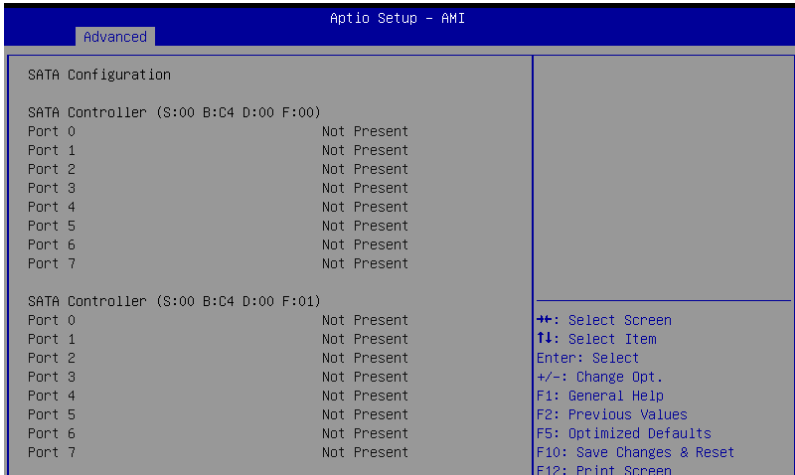 Aptio Setup – AMI
Advanced
SATA Configuration
SATA Controller (S:00 B:C4 D:00 F:00)
Port 0 Not Present
Port 1 Not Present
Port 2 Not Present
Port 3 Not Present
Port 4 Not Present
Port 5 Not Present
Port 6 Not Present
Port 7 Not Present
SATA Controller (S:00 B:C4 D:00 F:01)
Port 0 Not Present
Port 1 Not Present
Port 2 Not Present
Port 3 Not Present
Port 4 Not Present
Port 5 Not Present
Port 6 Not Present
Port 7 Not Present
→←: Select Screen
↑↓: Select Item
Enter: Select
+/-: Change Opt.
F1: General Help
F2: Previous Values
F5: Optimized Defaults
F10: Save Changes & Reset
F12: Print Screen